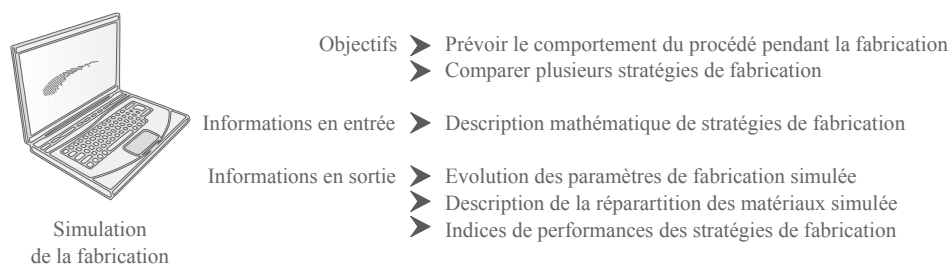 Objectifs ➤ Prévoir le comportement du procédé pendant la fabrication
➤ Comparer plusieurs stratégies de fabrication
Informations en entrée ➤ Description mathématique de stratégies de fabrication
Informations en sortie ➤ Evolution des paramètres de fabrication simulée
➤ Description de la réparartition des matériaux simulée
➤ Indices de performances des stratégies de fabrication
Simulation
de la fabrication